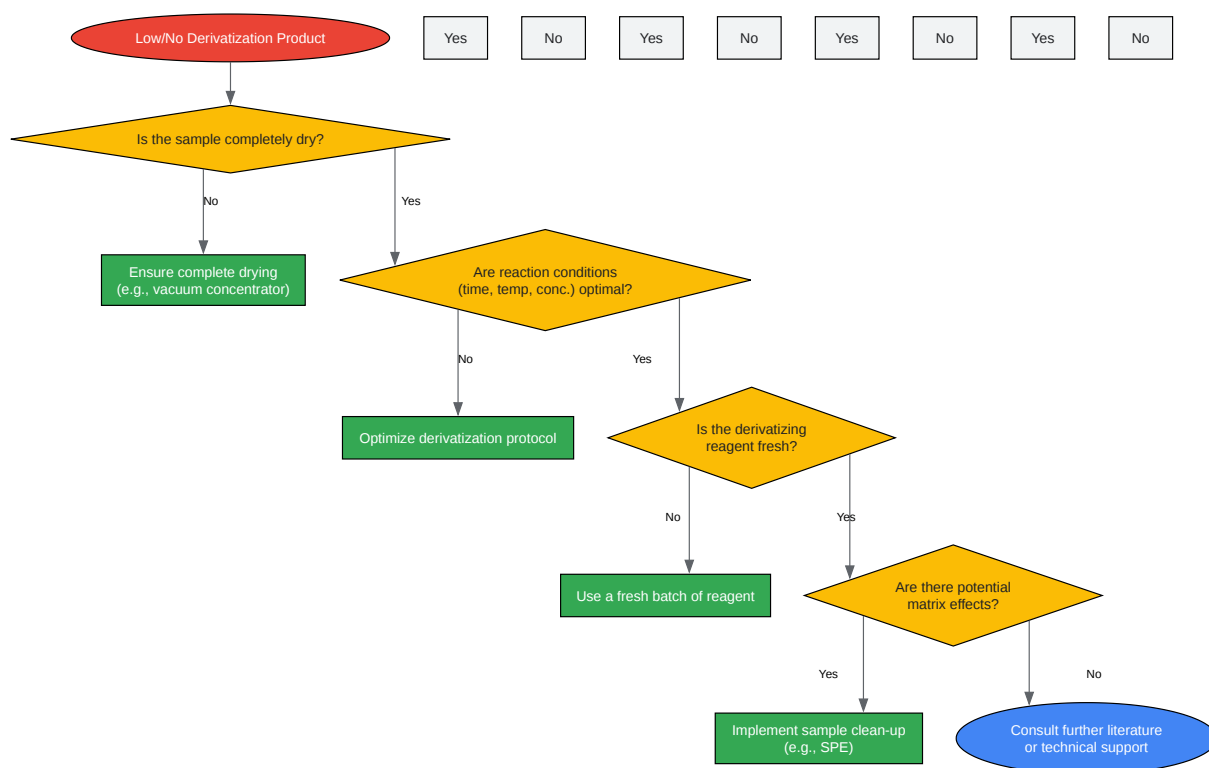 Low/No Derivatization Product
Yes
No
Yes
No
Yes
No
Yes
No
Is the sample completely dry?
No
Yes
Ensure complete drying
(e.g., vacuum concentrator)
Are reaction conditions
(time, temp, conc.) optimal?
No
Yes
Optimize derivatization protocol
Is the derivatizing
reagent fresh?
No
Yes
Use a fresh batch of reagent
Are there potential
matrix effects?
Yes
No
Implement sample clean-up
(e.g., SPE)
Consult further literature
or technical support